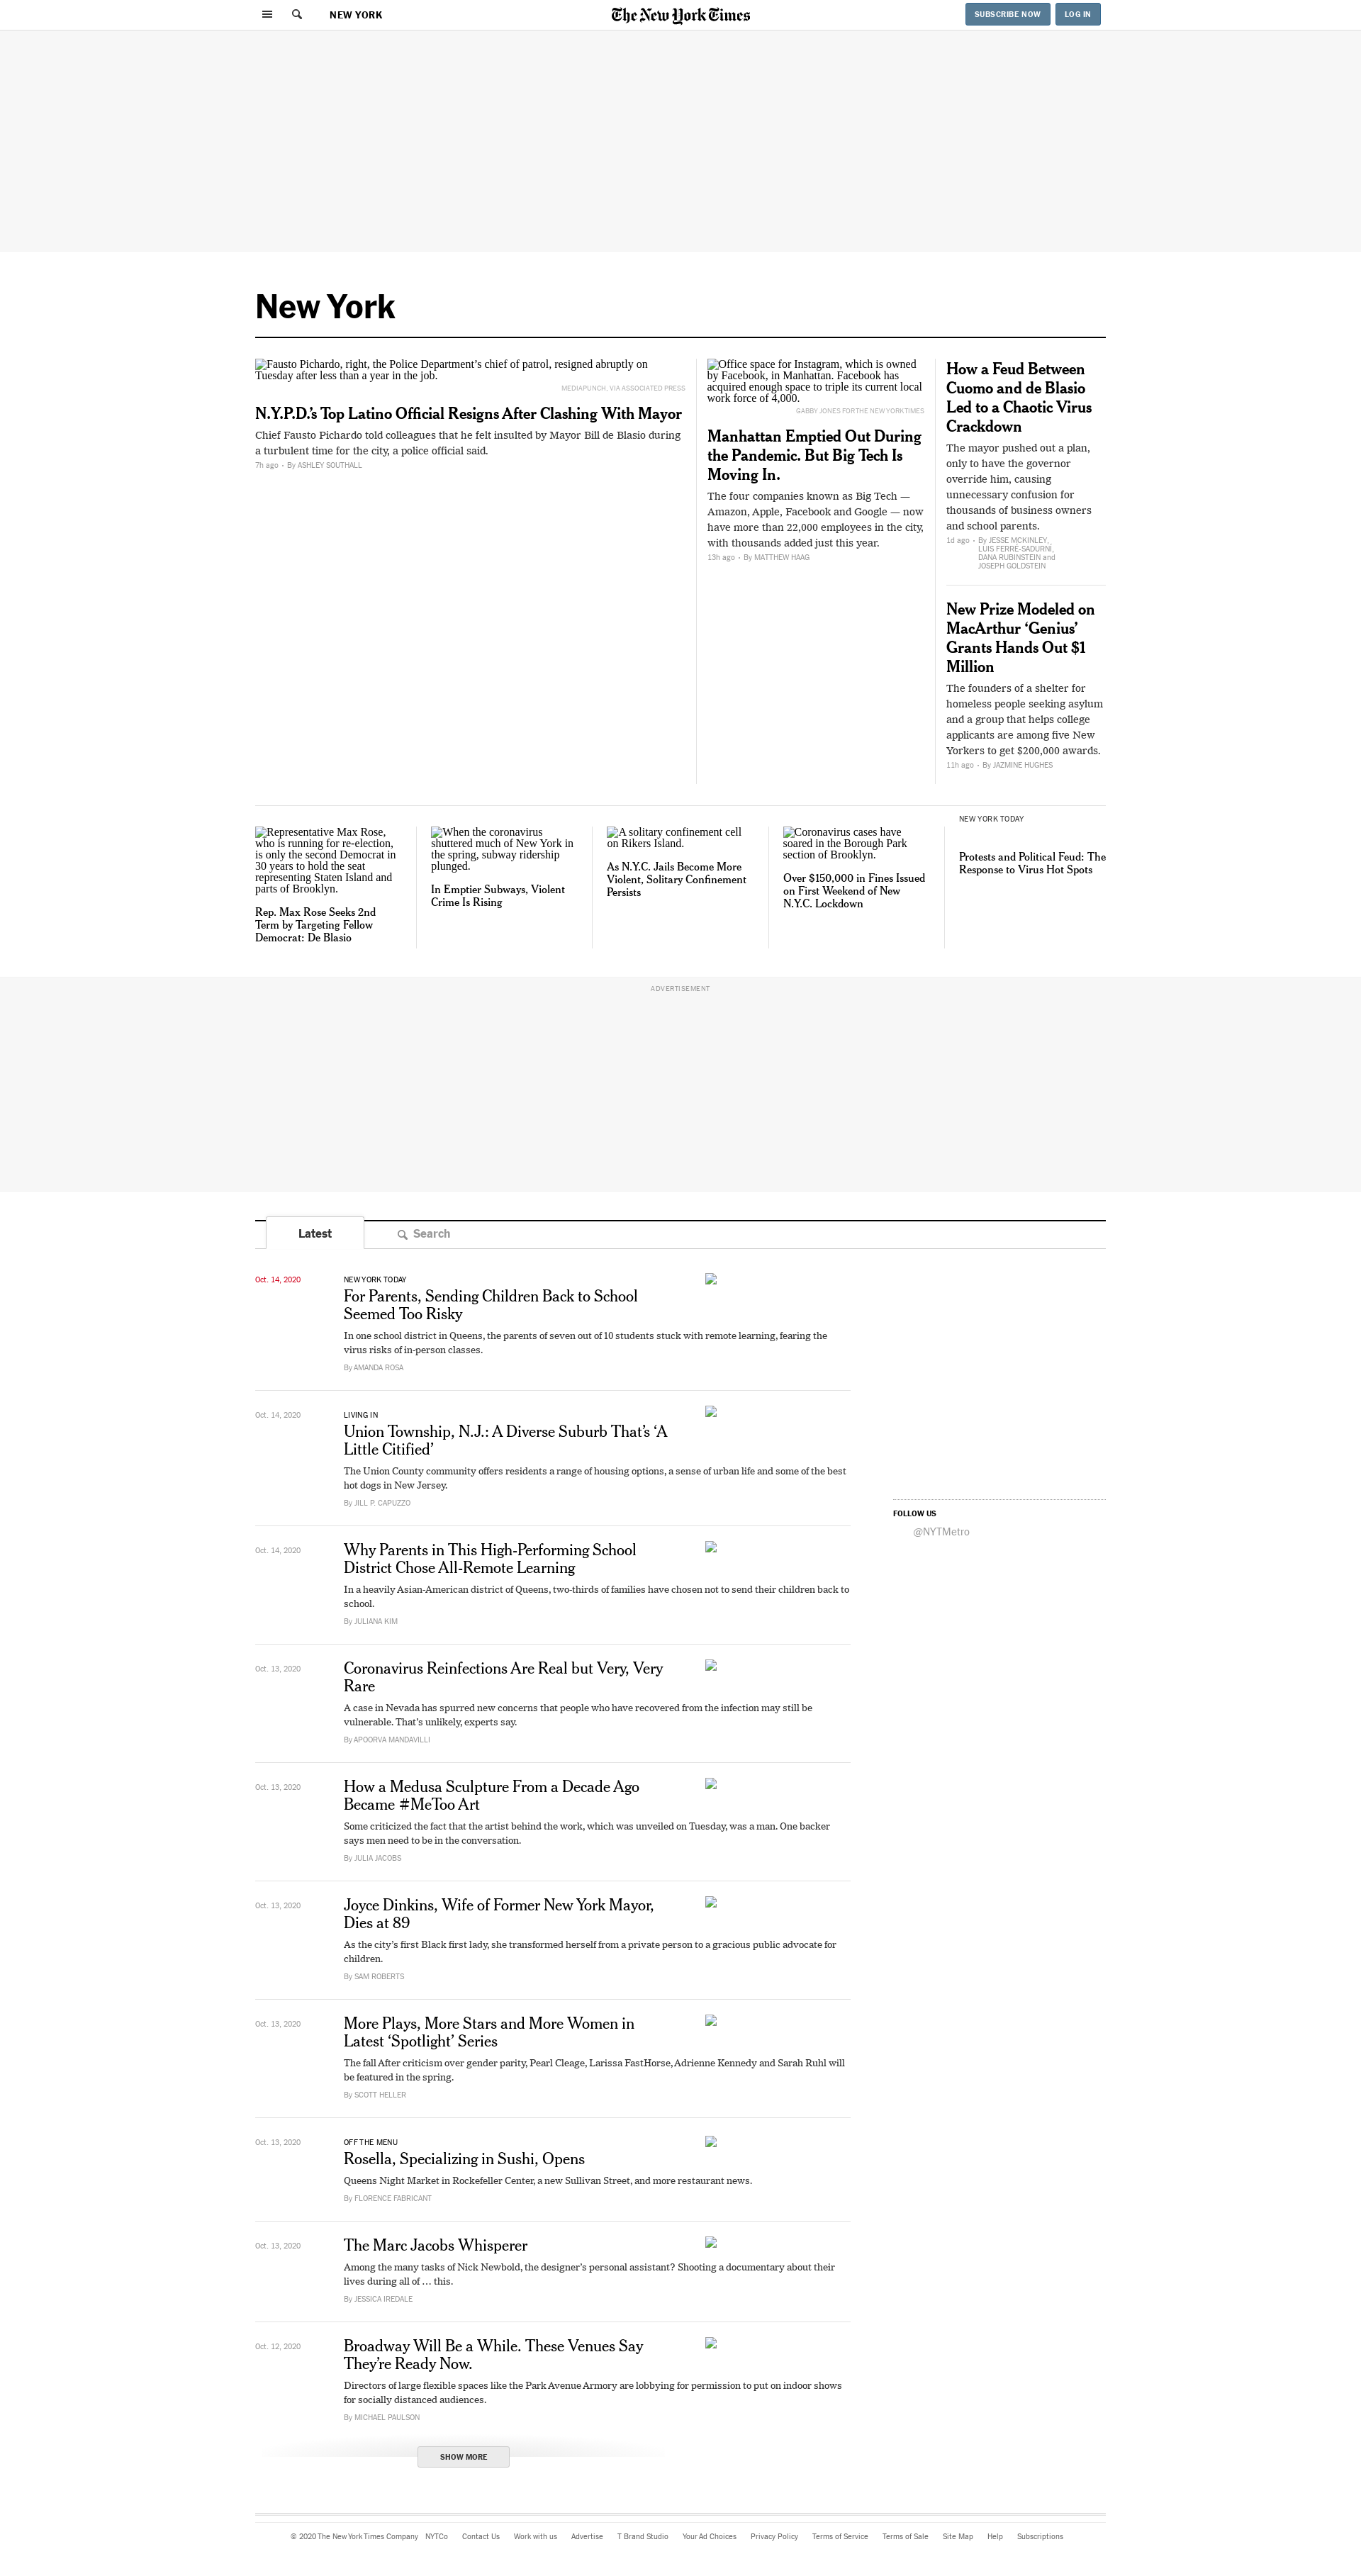 NEW YORK
The New York Times
SUBSCRIBE NOW
LOG IN
New York
Fausto Pichardo, right, the Police Department’s chief of patrol, resigned abruptly on
Tuesday after less than a year in the job.
MEDIAPUNCH, VIA ASSOCIATED PRESS
N.Y.P.D.’s Top Latino Official Resigns After Clashing With Mayor
Chief Fausto Pichardo told colleagues that he felt insulted by Mayor Bill de Blasio during
a turbulent time for the city, a police official said.
7h ago • By ASHLEY SOUTHALL
Office space for Instagram, which is owned
by Facebook, in Manhattan. Facebook has
acquired enough space to triple its current local
work force of 4,000.
GABBY JONES FOR THE NEW YORK TIMES
Manhattan Emptied Out During
the Pandemic. But Big Tech Is
Moving In.
The four companies known as Big Tech —
Amazon, Apple, Facebook and Google — now
have more than 22,000 employees in the city,
with thousands added just this year.
13h ago • By MATTHEW HAAG
How a Feud Between
Cuomo and de Blasio
Led to a Chaotic Virus
Crackdown
The mayor pushed out a plan,
only to have the governor
override him, causing
unnecessary confusion for
thousands of business owners
and school parents.
1d ago • By JESSE MCKINLEY,
LUIS FERRÉ-SADURNÍ,
DANA RUBINSTEIN and
JOSEPH GOLDSTEIN
New Prize Modeled on
MacArthur ‘Genius’
Grants Hands Out $1
Million
The founders of a shelter for
homeless people seeking asylum
and a group that helps college
applicants are among five New
Yorkers to get $200,000 awards.
11h ago • By JAZMINE HUGHES
Representative Max Rose,
who is running for re-election,
is only the second Democrat in
30 years to hold the seat
representing Staten Island and
parts of Brooklyn.
Rep. Max Rose Seeks 2nd
Term by Targeting Fellow
Democrat: De Blasio
When the coronavirus
shuttered much of New York in
the spring, subway ridership
plunged.
In Emptier Subways, Violent
Crime Is Rising
A solitary confinement cell
on Rikers Island.
As N.Y.C. Jails Become More
Violent, Solitary Confinement
Persists
Coronavirus cases have
soared in the Borough Park
section of Brooklyn.
Over $150,000 in Fines Issued
on First Weekend of New
N.Y.C. Lockdown
NEW YORK TODAY
Protests and Political Feud: The
Response to Virus Hot Spots
ADVERTISEMENT
Latest
Search
Oct. 14, 2020
NEW YORK TODAY
For Parents, Sending Children Back to School
Seemed Too Risky
In one school district in Queens, the parents of seven out of 10 students stuck with remote learning, fearing the
virus risks of in-person classes.
By AMANDA ROSA
Oct. 14, 2020
LIVING IN
Union Township, N.J.: A Diverse Suburb That’s ‘A
Little Citified’
The Union County community offers residents a range of housing options, a sense of urban life and some of the best
hot dogs in New Jersey.
By JILL P. CAPUZZO
FOLLOW US
@NYTMetro
Oct. 14, 2020
Why Parents in This High-Performing School
District Chose All-Remote Learning
In a heavily Asian-American district of Queens, two-thirds of families have chosen not to send their children back to
school.
By JULIANA KIM
Oct. 13, 2020
Coronavirus Reinfections Are Real but Very, Very
Rare
A case in Nevada has spurred new concerns that people who have recovered from the infection may still be
vulnerable. That’s unlikely, experts say.
By APOORVA MANDAVILLI
Oct. 13, 2020
How a Medusa Sculpture From a Decade Ago
Became #MeToo Art
Some criticized the fact that the artist behind the work, which was unveiled on Tuesday, was a man. One backer
says men need to be in the conversation.
By JULIA JACOBS
Oct. 13, 2020
Joyce Dinkins, Wife of Former New York Mayor,
Dies at 89
As the city’s first Black first lady, she transformed herself from a private person to a gracious public advocate for
children.
By SAM ROBERTS
Oct. 13, 2020
More Plays, More Stars and More Women in
Latest ‘Spotlight’ Series
The fall After criticism over gender parity, Pearl Cleage, Larissa FastHorse, Adrienne Kennedy and Sarah Ruhl will
be featured in the spring.
By SCOTT HELLER
Oct. 13, 2020
OFF THE MENU
Rosella, Specializing in Sushi, Opens
Queens Night Market in Rockefeller Center, a new Sullivan Street, and more restaurant news.
By FLORENCE FABRICANT
Oct. 13, 2020
The Marc Jacobs Whisperer
Among the many tasks of Nick Newbold, the designer’s personal assistant? Shooting a documentary about their
lives during all of … this.
By JESSICA IREDALE
Oct. 12, 2020
Broadway Will Be a While. These Venues Say
They’re Ready Now.
Directors of large flexible spaces like the Park Avenue Armory are lobbying for permission to put on indoor shows
for socially distanced audiences.
By MICHAEL PAULSON
SHOW MORE
© 2020 The New York Times Company NYTCo Contact Us Work with us Advertise T Brand Studio Your Ad Choices Privacy Policy Terms of Service Terms of Sale Site Map Help Subscriptions